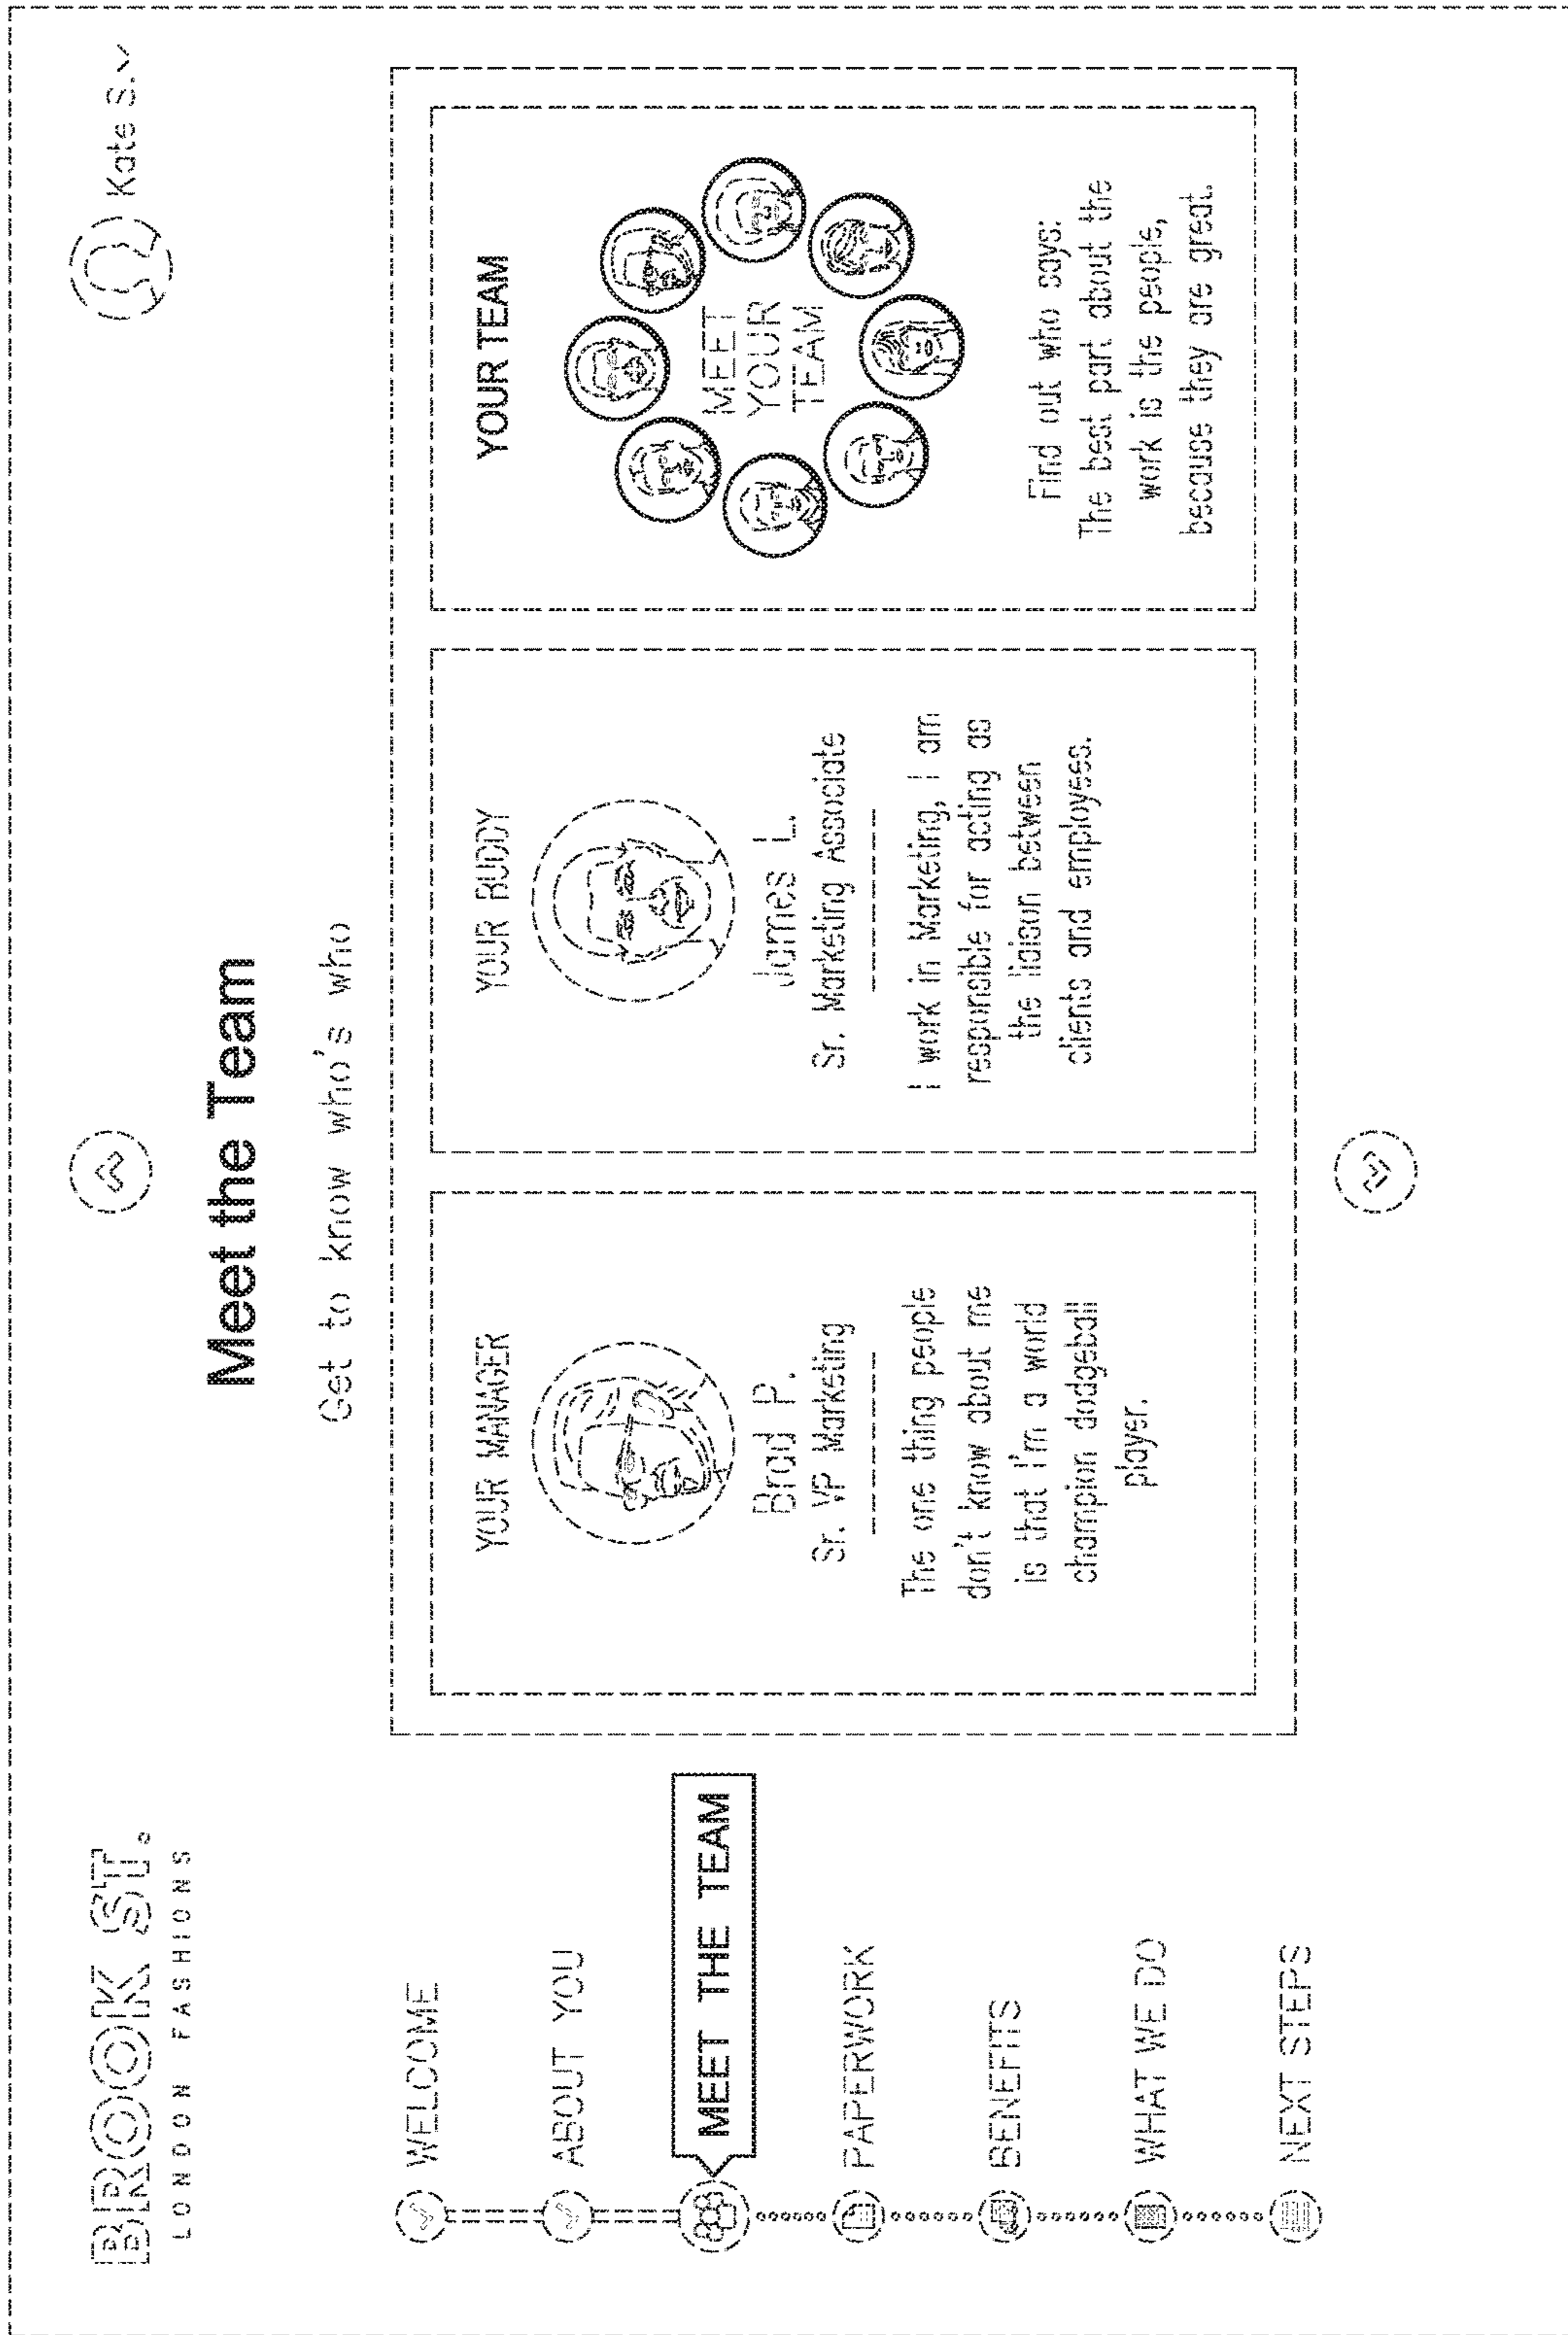 BROOK ST.
LONDON FASHIONS
Kate S.
Meet the Team
Get to know who's who
WELCOME
ABOUT YOU
MEET THE TEAM
PAPERWORK
BENEFITS
WHAT WE DO
NEXT STEPS
YOUR MANAGER
Brad P.
Sr. VP Marketing
The one thing people
don't know about me
is that I'm a world
champion dodgeball
player.
YOUR BUDDY
James L.
Sr. Marketing Associate
I work in Marketing, I am
responsible for acting as
the liaison between
clients and employees.
YOUR TEAM
MEET
YOUR
TEAM
Find out who says:
The best part about the
work is the people,
because they are great.